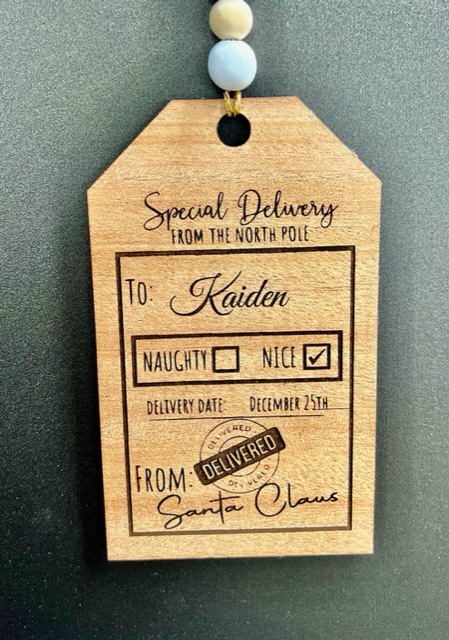 Special Delivery
FROM THE NORTH POLE
TO: Kaiden
NAUGHTY NICE
DELIVERY DATE: DECEMBER 25TH
DELIVERED
DELIVERED
DELIVERED
FROM:
Santa Claus